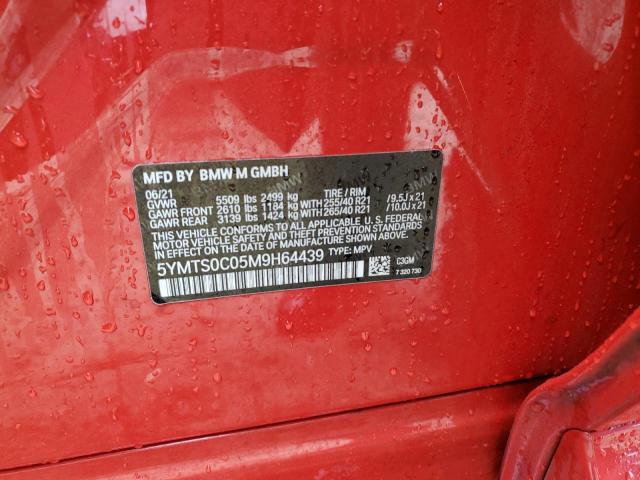 MFD BY BMW M GMBH
06/21
GVWR 5509 lbs 2499 kg TIRE / RIM
GAWR FRONT 2610 lbs 1184 kg WITH 255/40 R21 /9.5J x 21
GAWR REAR 3139 lbs 1424 kg WITH 265/40 R21 /10.0J x 21
THIS VEHICLE CONFORMS TO ALL APPLICABLE U. S. FEDERAL
MOTOR VEHICLE SAFETY, BUMPER, AND THEFT PREVENTION
STANDARDS IN EFFECT ON THE DATE OF MANUFACTURE SHOWN ABOVE.
5YMTS0C05M9H64439 TYPE: MPV
C3GM
7 320 730